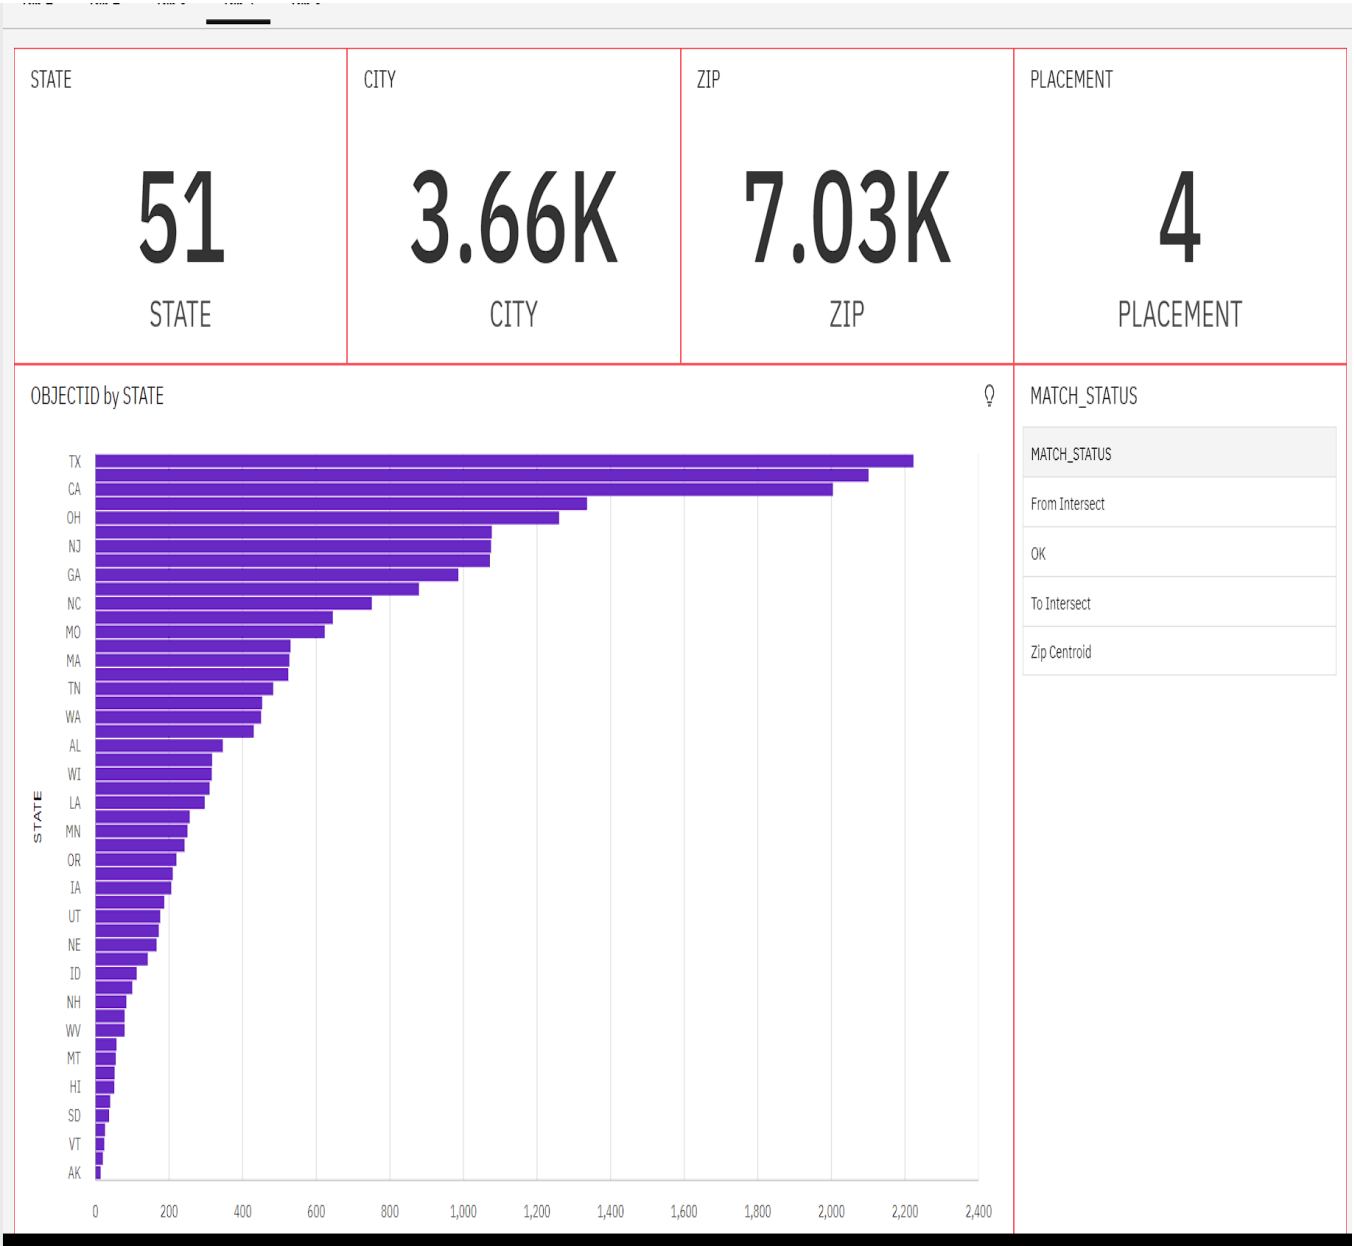 STATE
51
STATE
CITY
3.66K
CITY
ZIP
7.03K
ZIP
PLACEMENT
4
PLACEMENT
OBJECTID by STATE
STATE
TX
CA
OH
NJ
GA
NC
MO
MA
TN
WA
AL
WI
LA
MN
OR
IA
UT
NE
ID
NH
WV
MT
HI
SD
VT
AK
0 200 400 600 800 1,000 1,200 1,400 1,600 1,800 2,000 2,200 2,400
MATCH_STATUS
MATCH_STATUS
From Intersect
OK
To Intersect
Zip Centroid